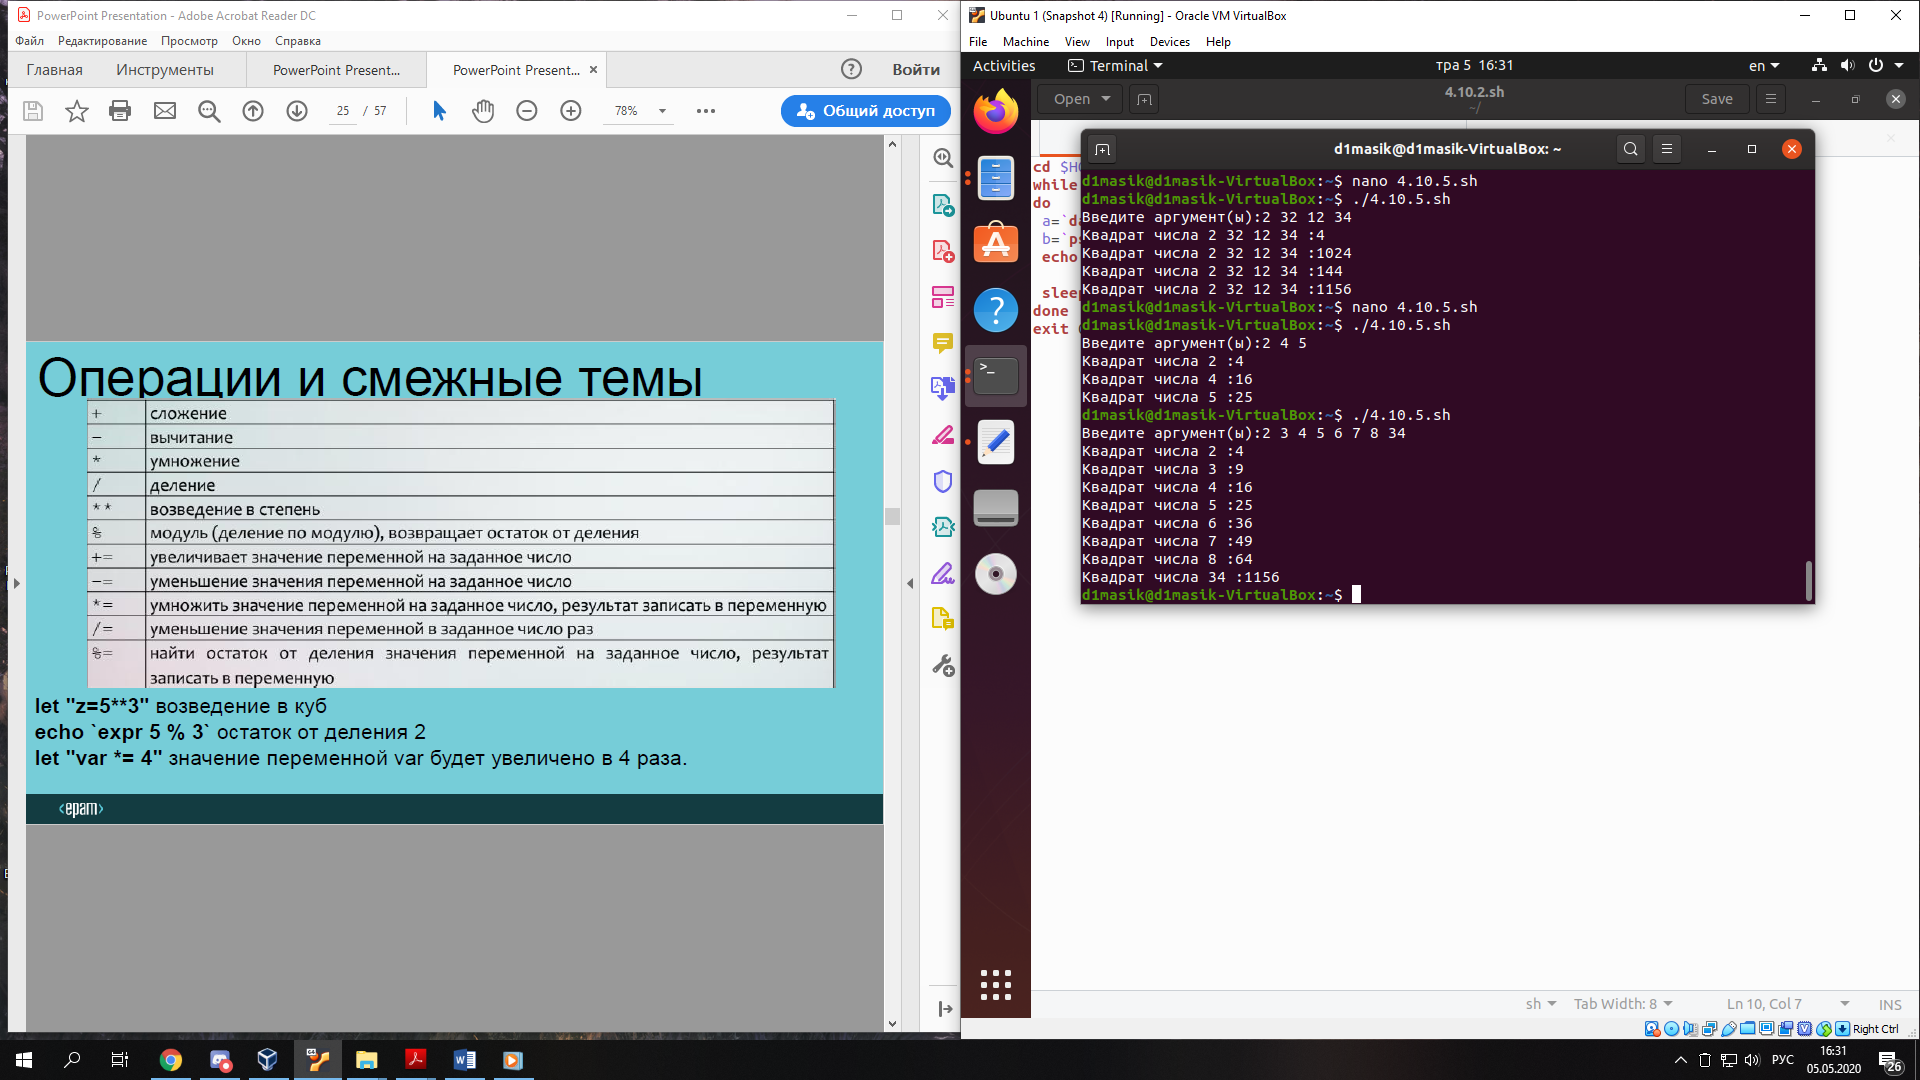 PowerPoint Presentation - Adobe Acrobat Reader DC
Файл Редактирование Просмотр Окно Справка
Главная Инструменты PowerPoint Present... PowerPoint Present... Войти
25 / 57 78% Общий доступ
Операции и смежные темы
+ сложение
− вычитание
* умножение
/ деление
** возведение в степень
% модуль (деление по модулю), возвращает остаток от деления
+= увеличивает значение переменной на заданное число
−= уменьшение значения переменной на заданное число
*= умножить значение переменной на заданное число, результат записать в переменную
/= уменьшение значения переменной в заданное число раз
%= найти остаток от деления значения переменной на заданное число, результат
записать в переменную
let "z=5**3" возведение в куб
echo `expr 5 % 3` остаток от деления 2
let "var *= 4" значение переменной var будет увеличено в 4 раза.
<epam>
Ubuntu 1 (Snapshot 4) [Running] - Oracle VM VirtualBox
File Machine View Input Devices Help
Activities Terminal тра 5 16:31 en
Open 4.10.2.sh Save
~/
cd $HO
while
do
a=`da
b=`ps
echo
sleep
done
exit
d1masik@d1masik-VirtualBox: ~
d1masik@d1masik-VirtualBox:~$ nano 4.10.5.sh
d1masik@d1masik-VirtualBox:~$ ./4.10.5.sh
Введите аргумент(ы):2 32 12 34
Квадрат числа 2 32 12 34 :4
Квадрат числа 2 32 12 34 :1024
Квадрат числа 2 32 12 34 :144
Квадрат числа 2 32 12 34 :1156
d1masik@d1masik-VirtualBox:~$ nano 4.10.5.sh
d1masik@d1masik-VirtualBox:~$ ./4.10.5.sh
Введите аргумент(ы):2 4 5
Квадрат числа 2 :4
Квадрат числа 4 :16
Квадрат числа 5 :25
d1masik@d1masik-VirtualBox:~$ ./4.10.5.sh
Введите аргумент(ы):2 3 4 5 6 7 8 34
Квадрат числа 2 :4
Квадрат числа 3 :9
Квадрат числа 4 :16
Квадрат числа 5 :25
Квадрат числа 6 :36
Квадрат числа 7 :49
Квадрат числа 8 :64
Квадрат числа 34 :1156
d1masik@d1masik-VirtualBox:~$
sh Tab Width: 8 Ln 10, Col 7 INS
Right Ctrl
РУС 16:31
05.05.2020 26